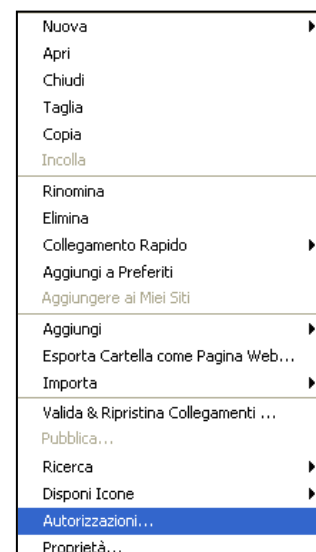 Nuova
Apri
Chiudi
Taglia
Copia
Incolla
Rinomina
Elimina
Collegamento Rapido
Aggiungi a Preferiti
Aggiungere ai Miei Siti
Aggiungi
Esporta Cartella come Pagina Web...
Importa
Valida & Ripristina Collegamenti ...
Pubblica...
Ricerca
Disponi Icone
Autorizzazioni...
Proprietà...